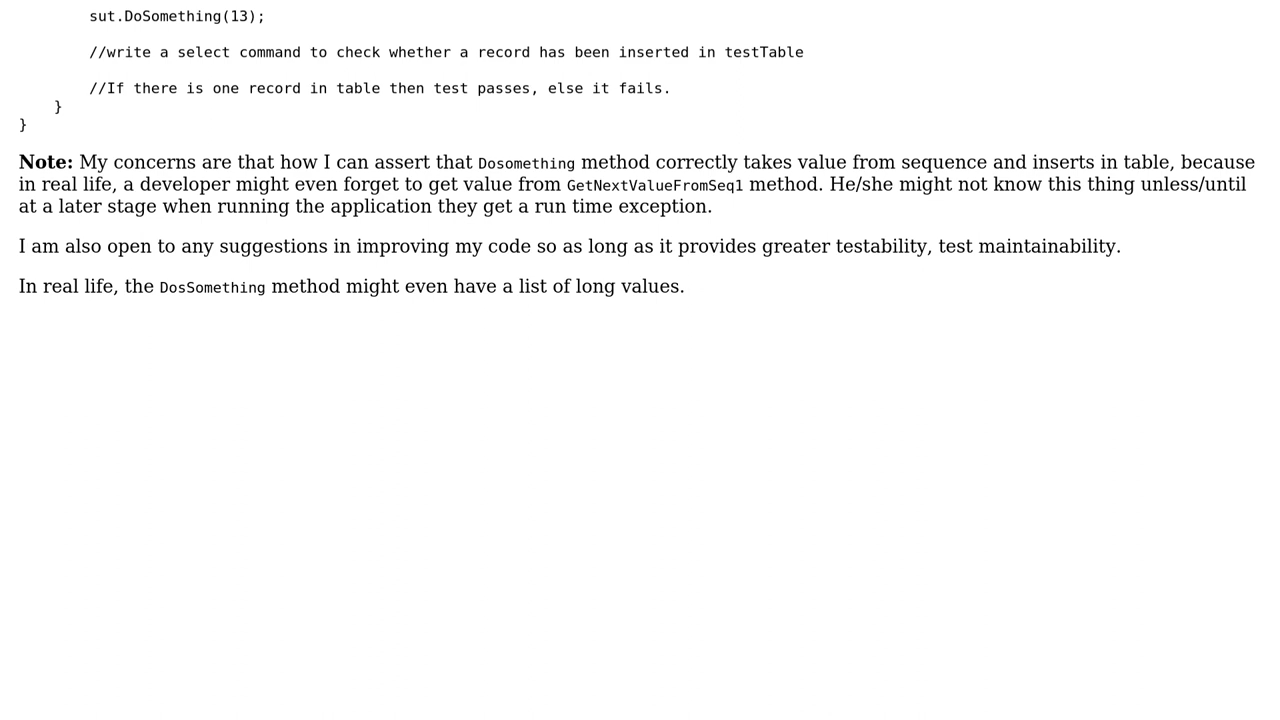 sut.DoSomething(13);
//write a select command to check whether a record has been inserted in testTable
//If there is one record in table then test passes, else it fails.
}
}
Note: My concerns are that how I can assert that Dosomething method correctly takes value from sequence and inserts in table, because
in real life, a developer might even forget to get value from GetNextValueFromSeq1 method. He/she might not know this thing unless/until
at a later stage when running the application they get a run time exception.
I am also open to any suggestions in improving my code so as long as it provides greater testability, test maintainability.
In real life, the DosSomething method might even have a list of long values.